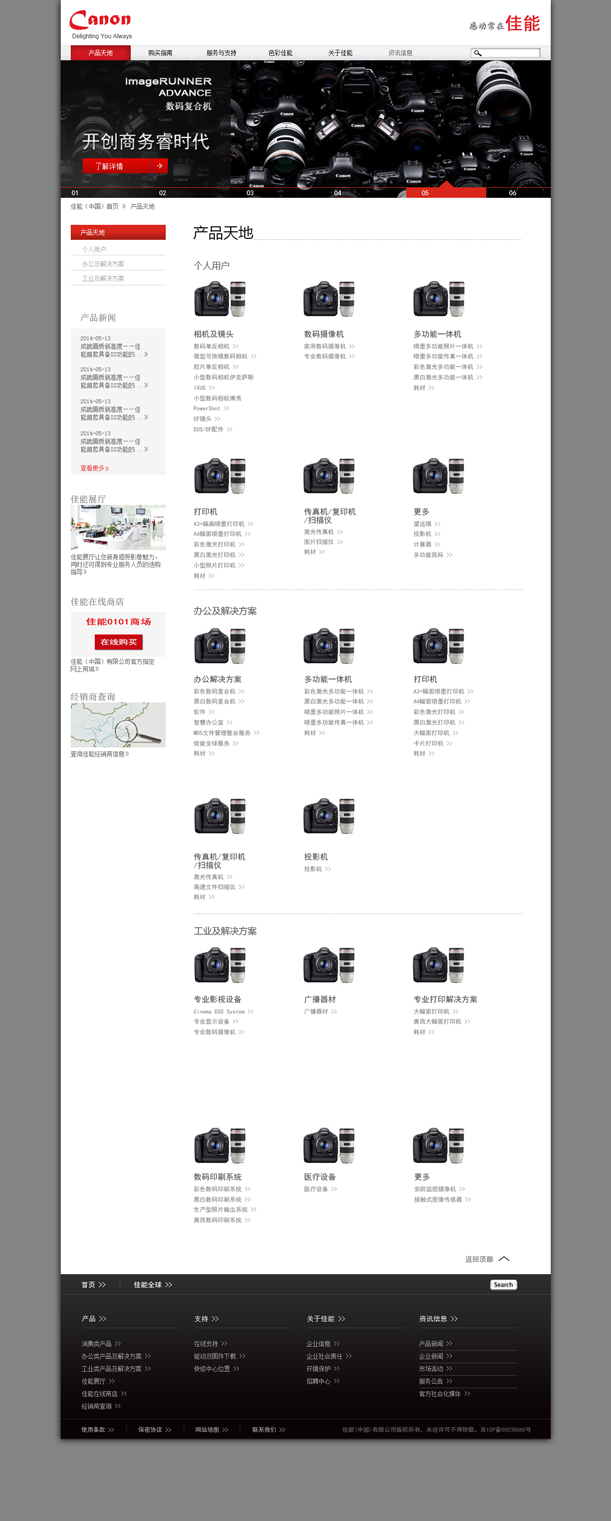 Canon
Delighting You Always
感动常在佳能
产品天地 购买指南 服务与支持 色彩佳能 关于佳能 资讯信息
imageRUNNER
ADVANCE
数码复合机
开创商务睿时代
了解详情
01 02 03 04 05 06
佳能（中国）首页 》 产品天地
产品天地
个人用户
办公及解决方案
工业及解决方案
产品新闻
2014-05-13
成就画质新高度——佳
能首款具备IS功能的...》
2014-05-13
成就画质新高度——佳
能首款具备IS功能的...》
2014-05-13
成就画质新高度——佳
能首款具备IS功能的...》
2014-05-13
成就画质新高度——佳
能首款具备IS功能的...》
查看更多》
佳能展厅
佳能展厅让您亲身感受影像魅力，
同时还可得到专业服务人员的选购
指导》
佳能在线商店
佳能0101商场
在线购买
佳能（中国）有限公司官方指定
网上商城》
经销商查询
查询佳能经销商信息》
产品天地
个人用户
相机及镜头
数码单反相机 >>
微型可换镜数码相机 >>
胶片单反相机 >>
小型数码相机伊克萨斯
IXUS >>
小型数码相机博秀
PowerShot >>
EF镜头 >>
EOS/EF配件 >>
数码摄像机
家用数码摄像机 >>
专业数码摄像机 >>
多功能一体机
喷墨多功能照片一体机 >>
喷墨多功能传真一体机 >>
彩色激光多功能一体机 >>
黑白激光多功能一体机 >>
耗材 >>
打印机
A3+幅面喷墨打印机 >>
A4幅面喷墨打印机 >>
彩色激光打印机 >>
黑白激光打印机 >>
小型照片打印机 >>
耗材 >>
传真机/复印机
/扫描仪
激光传真机 >>
图片扫描仪 >>
耗材 >>
更多
望远镜 >>
投影机 >>
计算器 >>
多功能鼠标 >>
办公及解决方案
办公解决方案
彩色数码复合机 >>
黑白数码复合机 >>
软件 >>
智慧办公室 >>
MDS文件管理整合服务 >>
佳能全球服务 >>
耗材 >>
多功能一体机
彩色激光多功能一体机 >>
黑白激光多功能一体机 >>
喷墨多功能照片一体机 >>
喷墨多功能传真一体机 >>
耗材 >>
打印机
A3+幅面喷墨打印机 >>
A4幅面喷墨打印机 >>
彩色激光打印机 >>
黑白激光打印机 >>
大幅面打印机 >>
卡片打印机 >>
耗材 >>
传真机/复印机
/扫描仪
激光传真机 >>
高速文件扫描仪 >>
耗材 >>
投影机
投影机 >>
工业及解决方案
专业影视设备
Cinema EOS System >>
专业显示设备 >>
专业数码摄像机 >>
广播器材
广播器材 >>
专业打印解决方案
大幅面打印机 >>
奥西大幅面打印机 >>
耗材 >>
数码印刷系统
彩色数码印刷系统 >>
黑白数码印刷系统 >>
生产型照片输出系统 >>
奥西数码印刷系统 >>
医疗设备
医疗设备 >>
更多
安防监控摄像机 >>
接触式图像传感器 >>
返回顶部
首页 >> 佳能全球 >> Search
产品 >>
消费类产品 >>
办公类产品及解决方案 >>
工业类产品及解决方案 >>
佳能展厅 >>
佳能在线商店 >>
经销商查询 >>
支持 >>
在线支持 >>
驱动及固件下载 >>
快修中心位置 >>
关于佳能 >>
企业信息 >>
企业社会责任 >>
环境保护 >>
招聘中心 >>
资讯信息 >>
产品新闻 >>
企业新闻 >>
市场活动 >>
服务公告 >>
官方社会化媒体 >>
使用条款 >> 保密协议 >> 网站地图 >> 联系我们 >> 佳能(中国)有限公司版权所有，未经许可不得转载。京ICP备05038060号